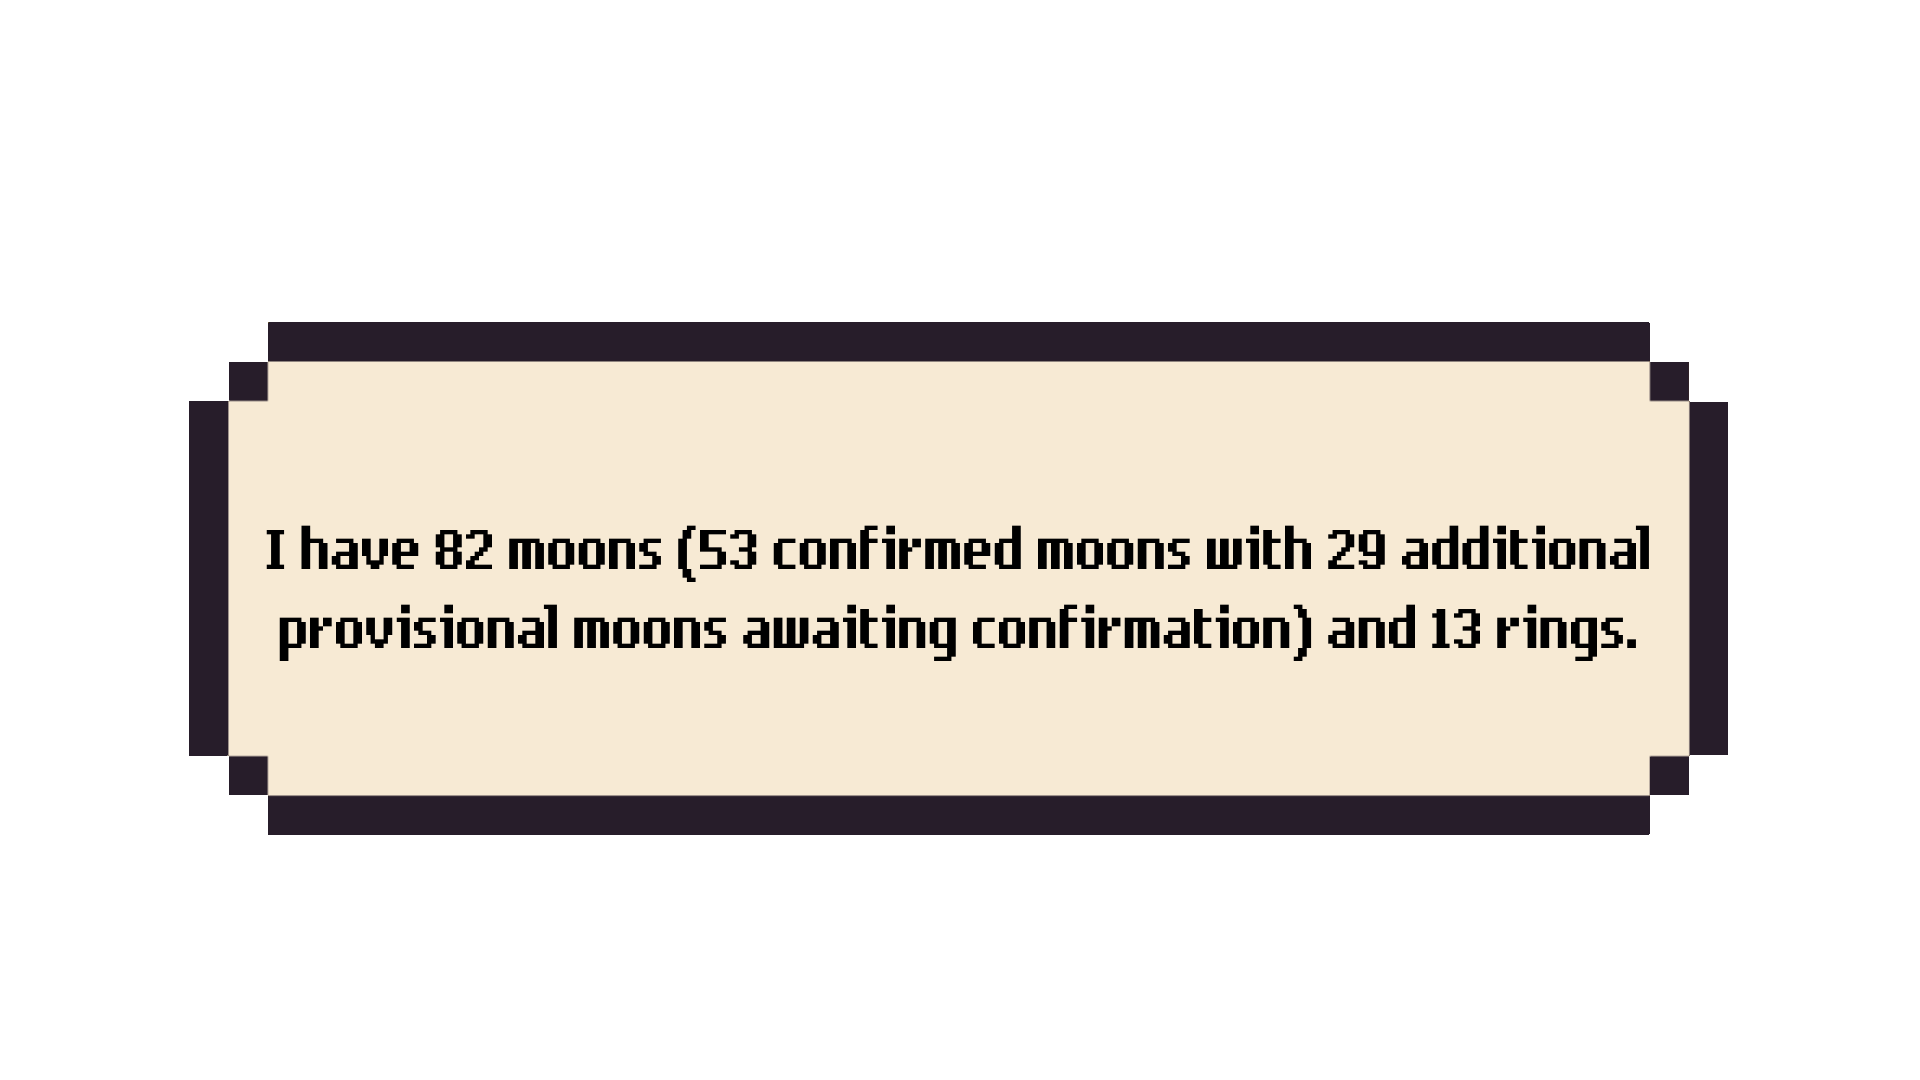 I have 82 moons (53 confirmed moons with 29 additional
provisional moons awaiting confirmation) and 13 rings.